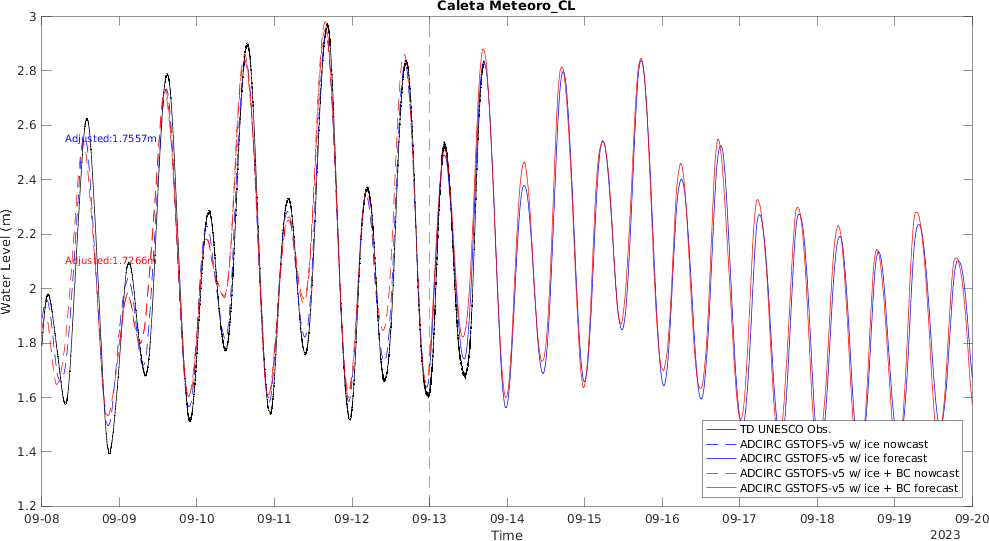 Caleta Meteoro_CL
3
2.8
2.6
2.4
2.2
2
1.8
1.6
1.4
1.2
Water Level (m)
Adjusted:1.7557m
Adjusted:1.7266m
TD UNESCO Obs.
ADCIRC GSTOFS-v5 w/ ice nowcast
ADCIRC GSTOFS-v5 w/ ice forecast
ADCIRC GSTOFS-v5 w/ ice + BC nowcast
ADCIRC GSTOFS-v5 w/ ice + BC forecast
09-08 09-09 09-10 09-11 09-12 09-13 09-14 09-15 09-16 09-17 09-18 09-19 09-20
Time
2023